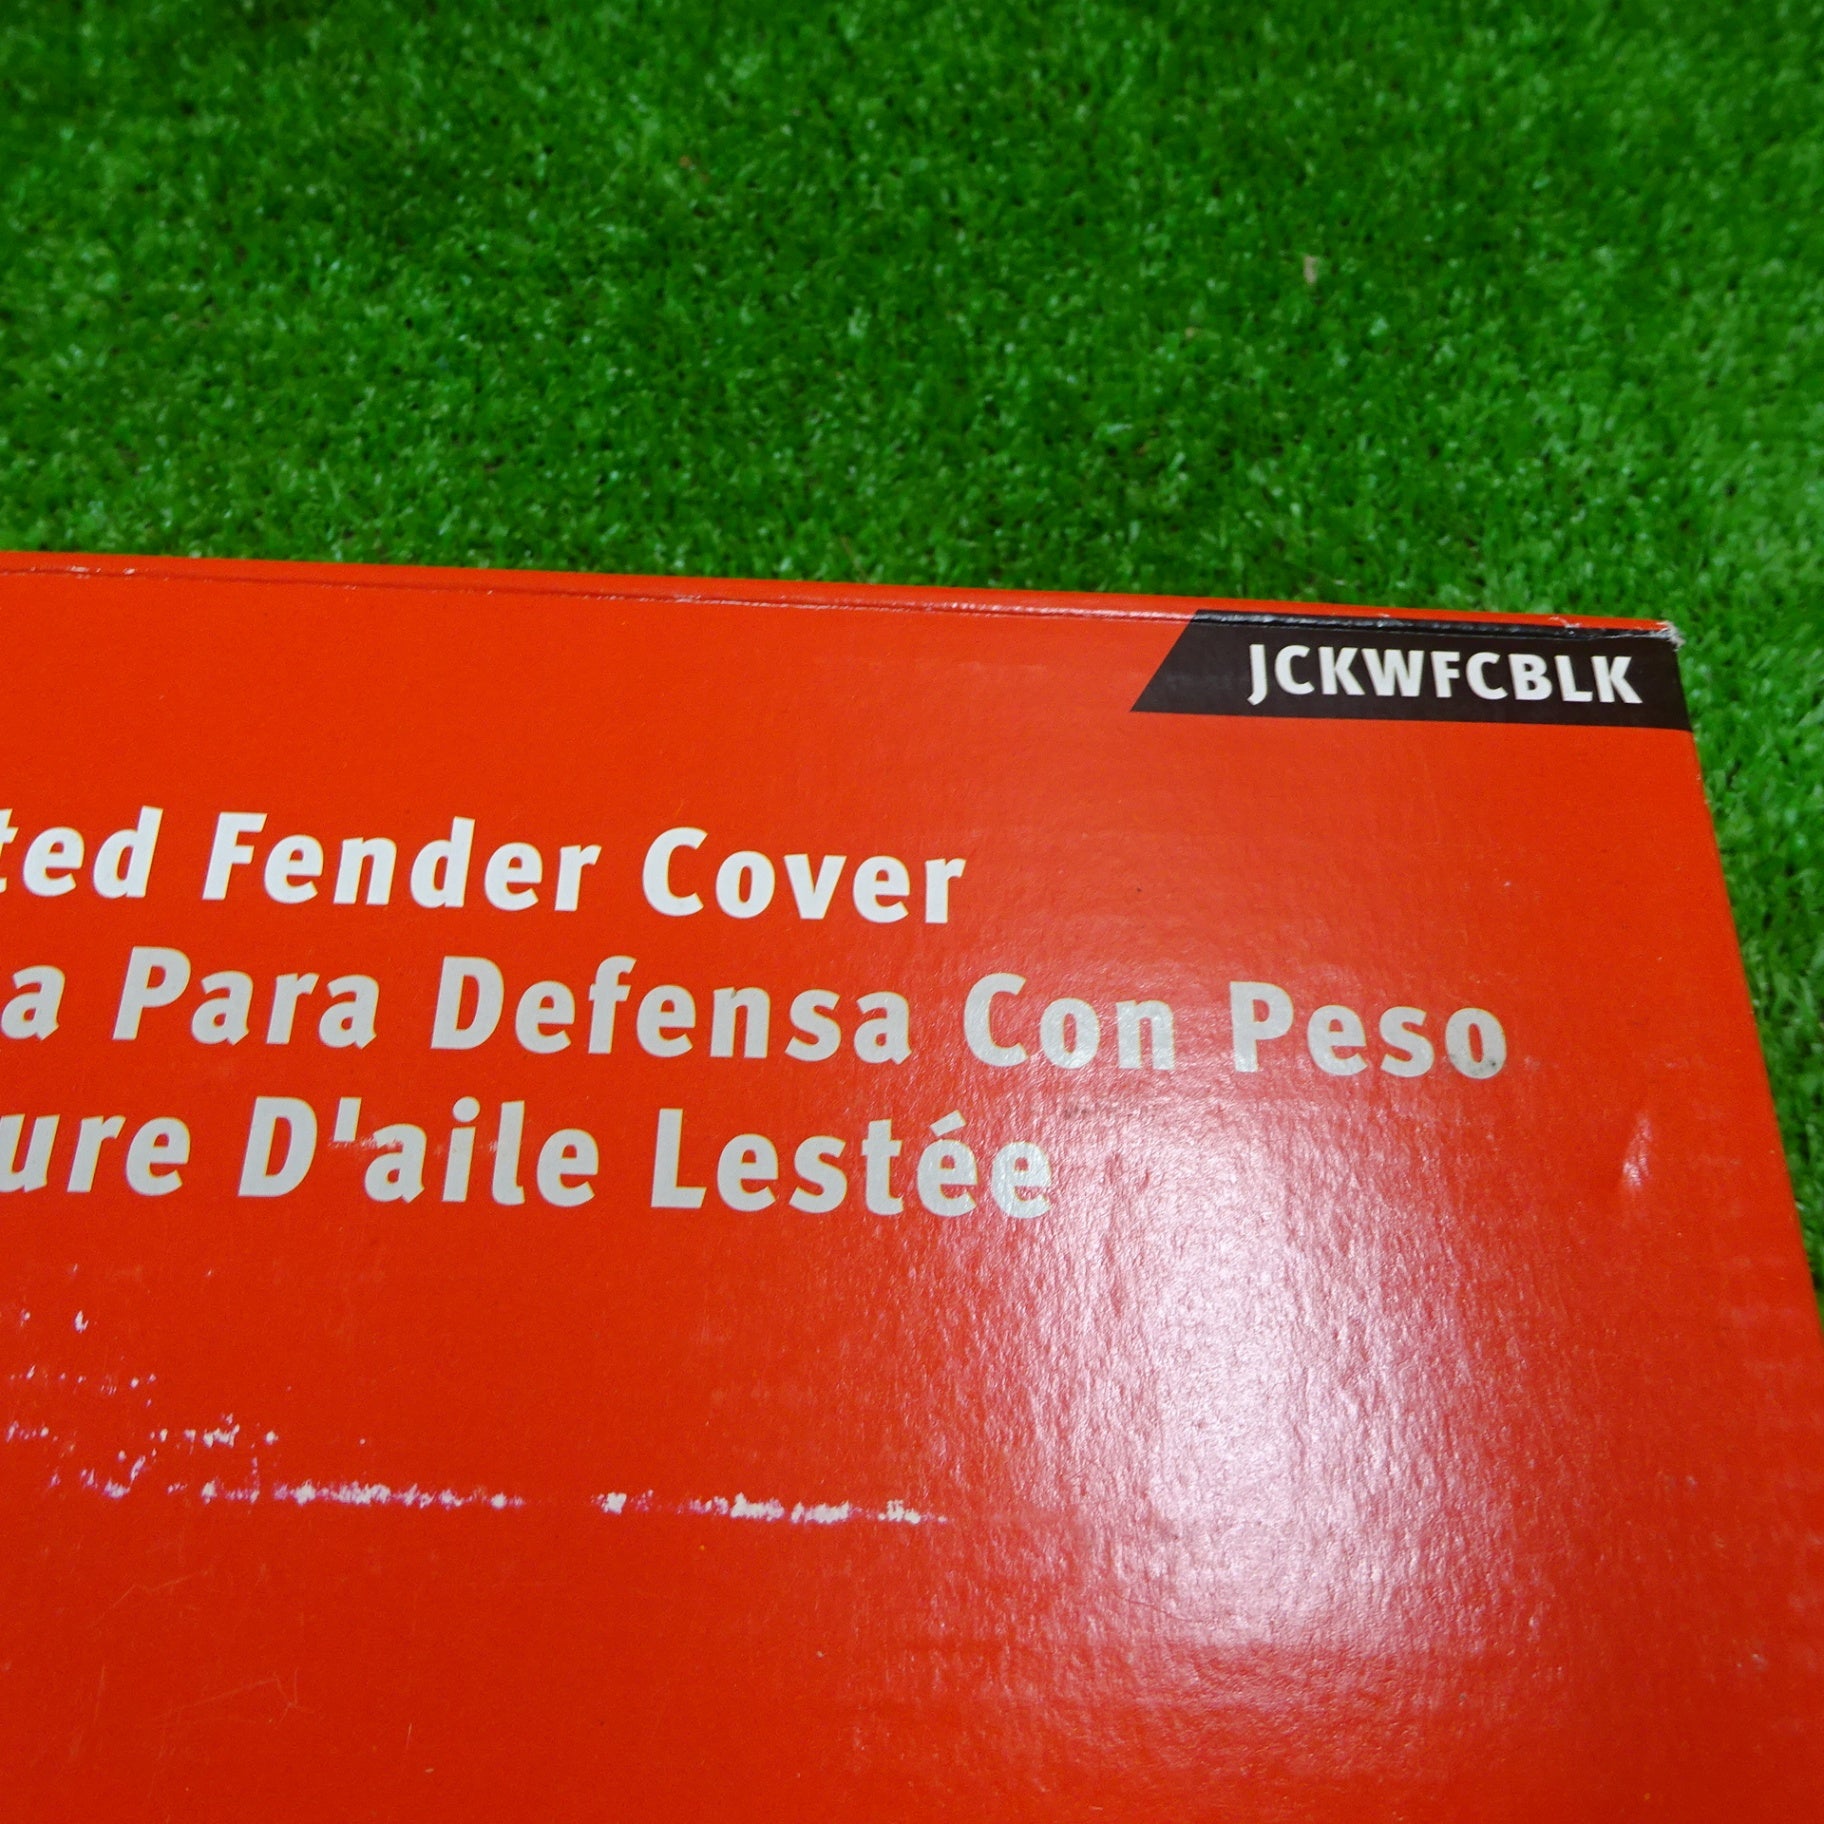 JCKWFCBLK
ted Fender Cover
a Para Defensa Con Peso
ure D'aile Lestée